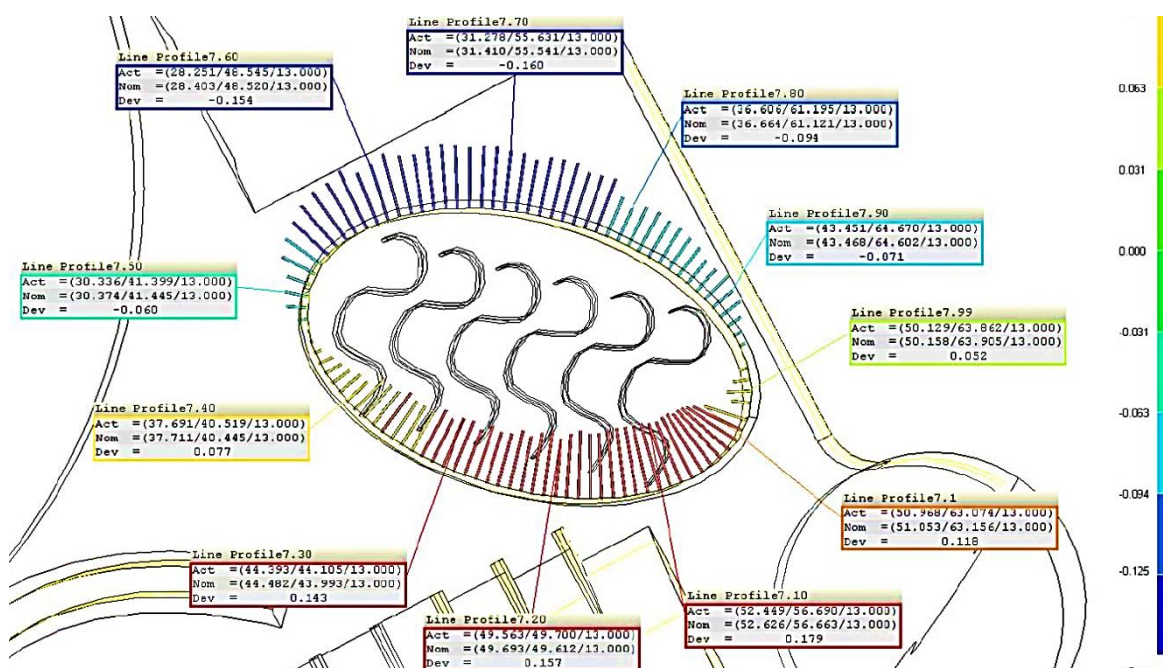 Line Profile7.70
Act =(31.278/55.631/13.000)
Nom =(31.410/55.541/13.000)
Dev = -0.160
Line Profile7.60
Act =(28.251/48.545/13.000)
Nom =(28.403/48.520/13.000)
Dev = -0.154
Line Profile7.80
Act =(36.606/61.195/13.000)
Nom =(36.664/61.121/13.000)
Dev = -0.094
Line Profile7.90
Act =(43.451/64.670/13.000)
Nom =(43.468/64.602/13.000)
Dev = -0.071
Line Profile7.50
Act =(30.336/41.399/13.000)
Nom =(30.374/41.445/13.000)
Dev = -0.060
Line Profile7.99
Act =(50.129/63.862/13.000)
Nom =(50.158/63.905/13.000)
Dev = 0.052
Line Profile7.40
Act =(37.691/40.519/13.000)
Nom =(37.711/40.445/13.000)
Dev = 0.077
Line Profile7.1
Act =(50.968/63.074/13.000)
Nom =(51.053/63.156/13.000)
Dev = 0.118
Line Profile7.30
Act =(44.393/44.105/13.000)
Nom =(44.482/43.993/13.000)
Dev = 0.143
Line Profile7.10
Act =(52.449/56.690/13.000)
Nom =(52.626/56.663/13.000)
Dev = 0.179
Line Profile7.20
Act =(49.563/49.700/13.000)
Nom =(49.693/49.612/13.000)
Dev = 0.157
0.063
0.031
0.000
-0.031
-0.063
-0.094
-0.125